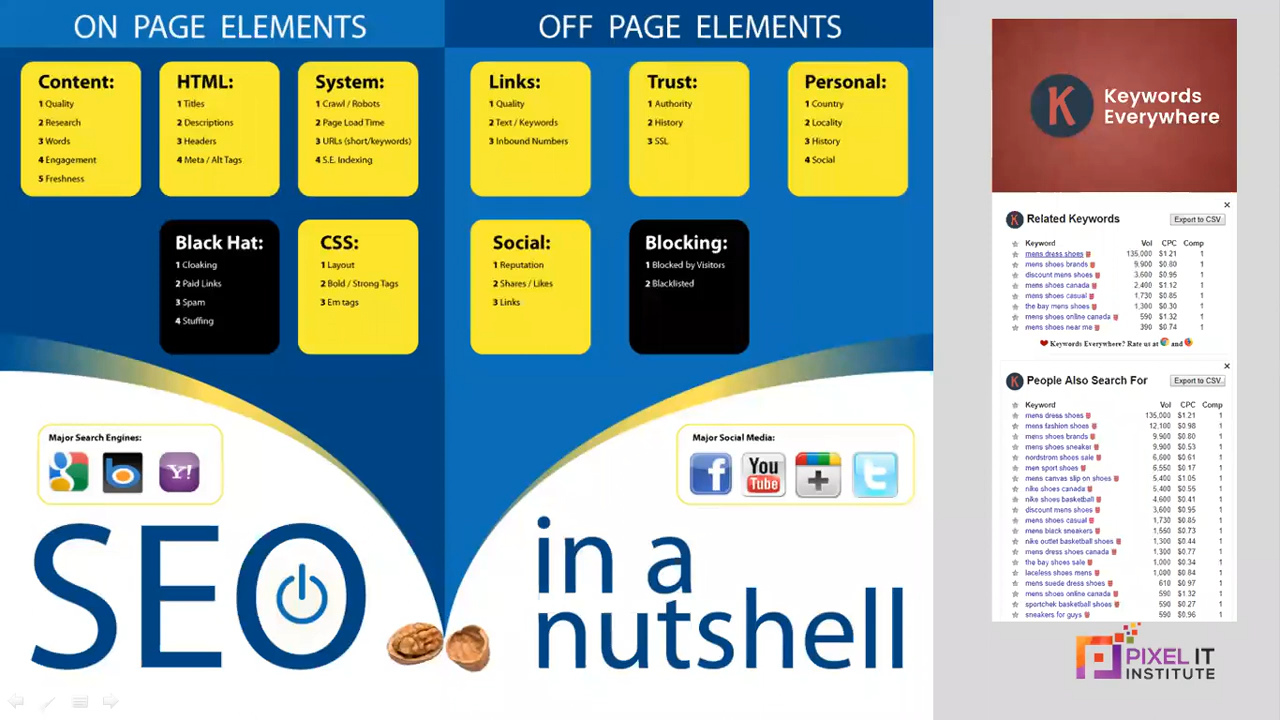 ON PAGE ELEMENTS
Content:
1 Quality
2 Research
3 Words
4 Engagement
5 Freshness
HTML:
1 Titles
2 Descriptions
3 Headers
4 Meta / Alt Tags
System:
1 Crawl / Robots
2 Page Load Time
3 URLs (short/keywords)
4 S.E. Indexing
Black Hat:
1 Cloaking
2 Paid Links
3 Spam
4 Stuffing
CSS:
1 Layout
2 Bold / Strong Tags
3 Em tags
OFF PAGE ELEMENTS
Links:
1 Quality
2 Text / Keywords
3 Inbound Numbers
Trust:
1 Authority
2 History
3 SSL
Personal:
1 Country
2 Locality
3 History
4 Social
Social:
1 Reputation
2 Shares / Likes
3 Links
Blocking:
1 Blocked by Visitors
2 Blacklisted
Major Search Engines:
Y!
Major Social Media:
You
Tube
SEO
in a
nutshell
K
Keywords
Everywhere
K Related Keywords Export to CSV
Keyword Vol CPC Comp
mens dress shoes 135,000 $1.21 1
mens shoes brands 9,900 $0.80 1
discount mens shoes 3,600 $0.95 1
mens shoes canada 2,400 $1.12 1
mens shoes casual 1,730 $0.85 1
the bay mens shoes 1,300 $0.30 1
mens shoes online canada 590 $1.32 1
mens shoes near me 390 $0.74 1
Keywords Everywhere? Rate us at and
K People Also Search For Export to CSV
Keyword Vol CPC Comp
mens dress shoes 135,000 $1.21 1
mens fashion shoes 12,100 $0.98 1
mens shoes brands 9,900 $0.80 1
mens shoes sneaker 9,900 $0.53 1
nordstrom shoes sale 6,600 $0.61 1
men sport shoes 6,550 $0.17 1
mens canvas slip on shoes 5,400 $1.05 1
nike shoes canada 5,400 $0.56 1
nike shoes basketball 4,600 $0.41 1
discount mens shoes 3,600 $0.95 1
mens shoes casual 1,730 $0.85 1
mens black sneakers 1,550 $0.73 1
nike outlet basketball shoes 1,300 $0.44 1
mens dress shoes canada 1,300 $0.77 1
the bay shoes sale 1,000 $0.34 1
laceless shoes mens 1,000 $0.84 1
mens suede dress shoes 610 $0.97 1
mens shoes online canada 590 $1.32 1
sportchek basketball shoes 590 $0.27 1
sneakers for guys 590 $0.96 1
PIXEL IT
INSTITUTE